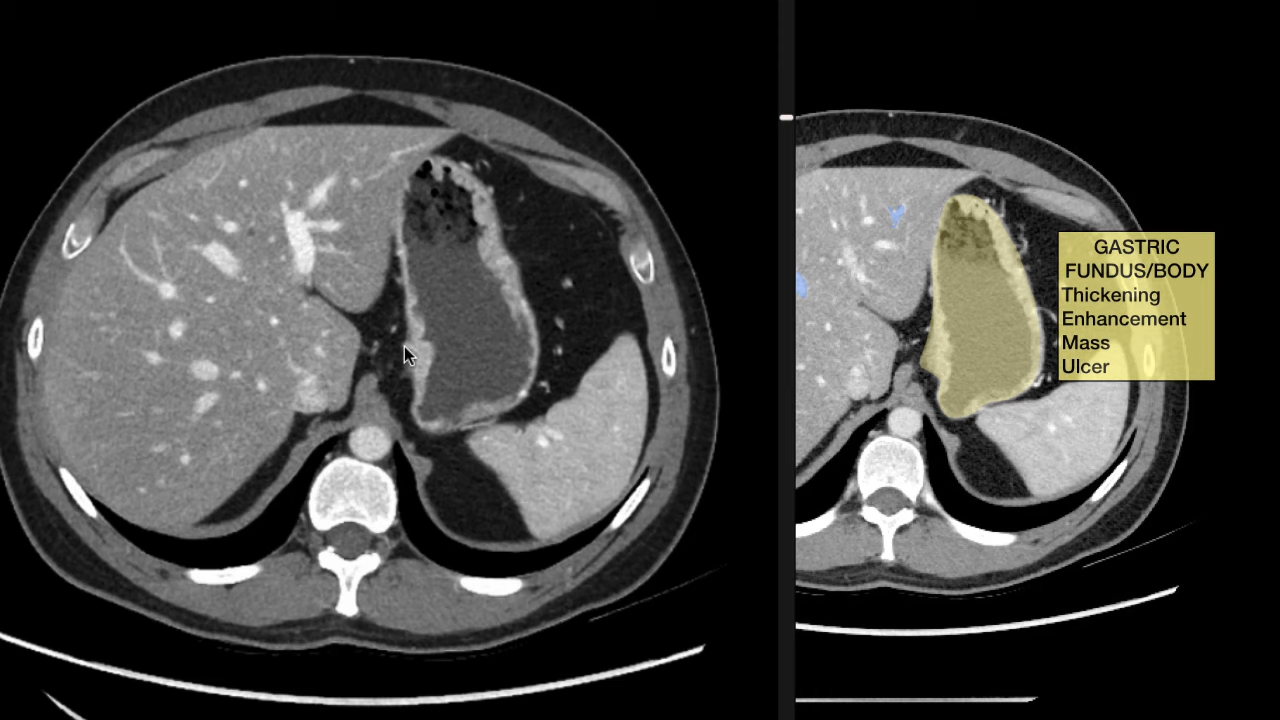 GASTRIC
FUNDUS/BODY
Thickening
Enhancement
Mass
Ulcer